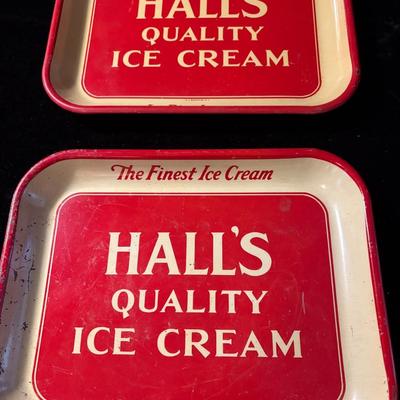 HALL'S
QUALITY
ICE CREAM
The Finest Ice Cream
HALL'S
QUALITY
ICE CREAM